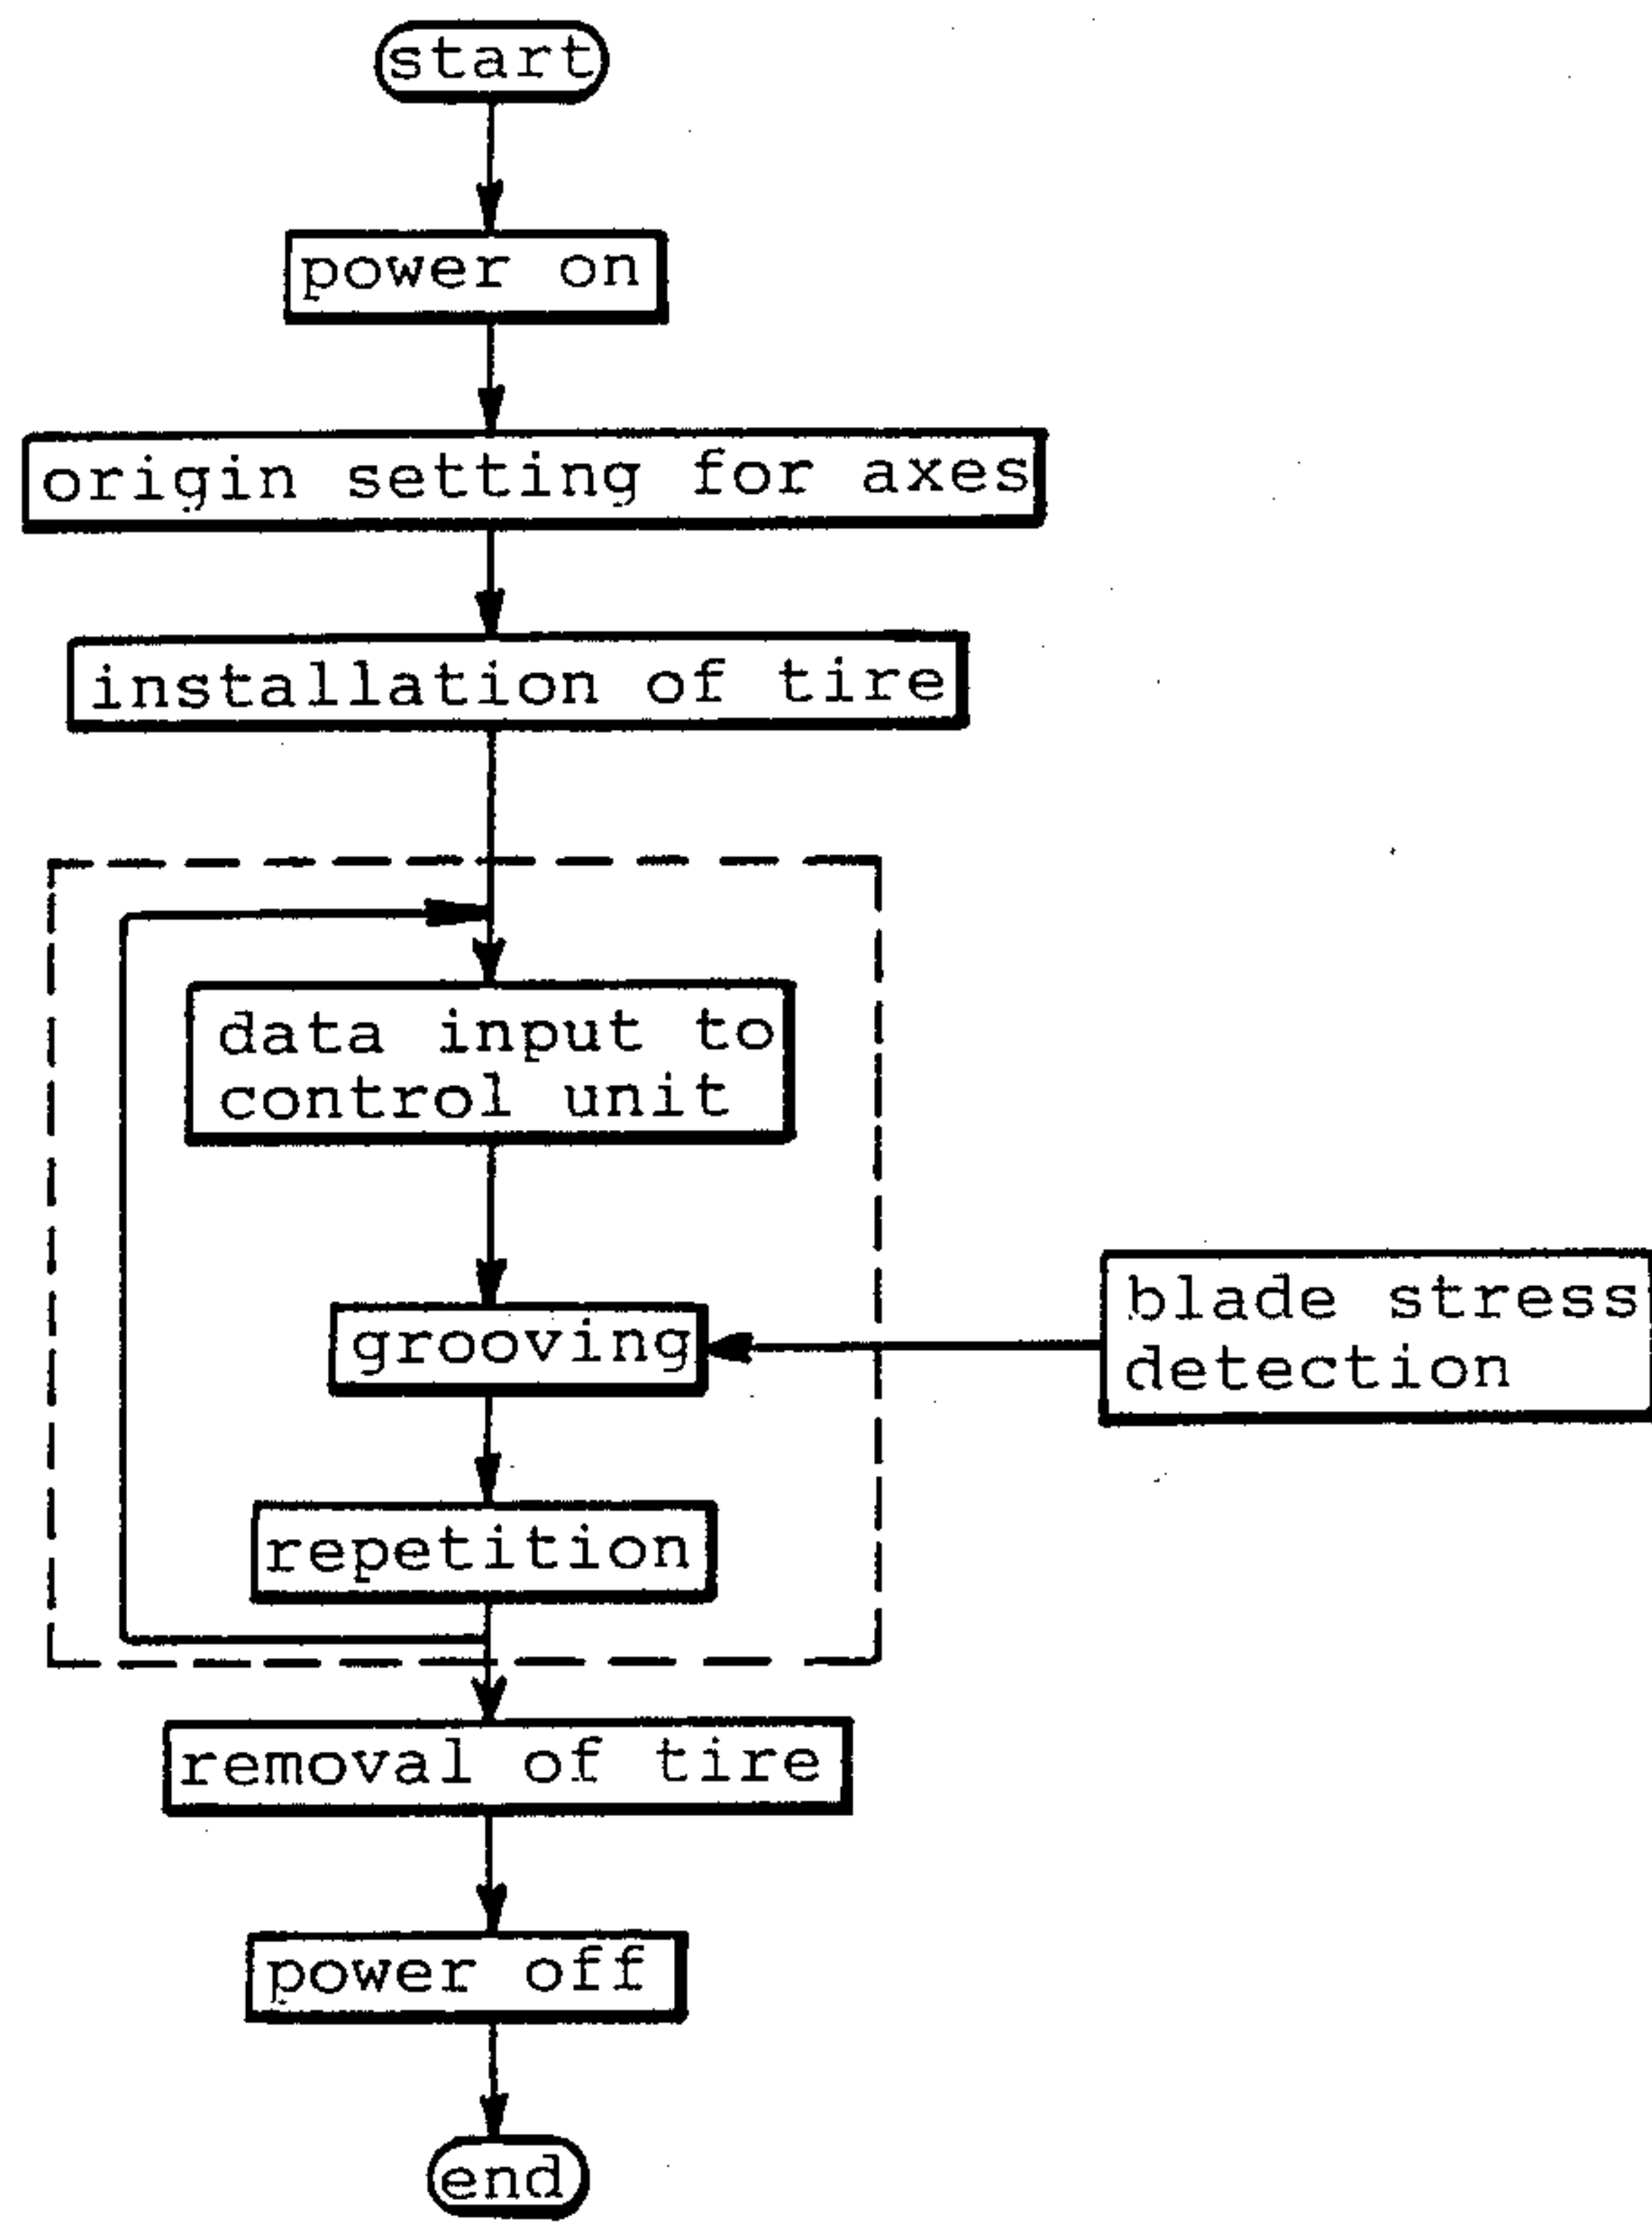 start
power on
origin setting for axes
installation of tire
data input to
control unit
grooving
blade stress
detection
repetition
removal of tire
power off
end